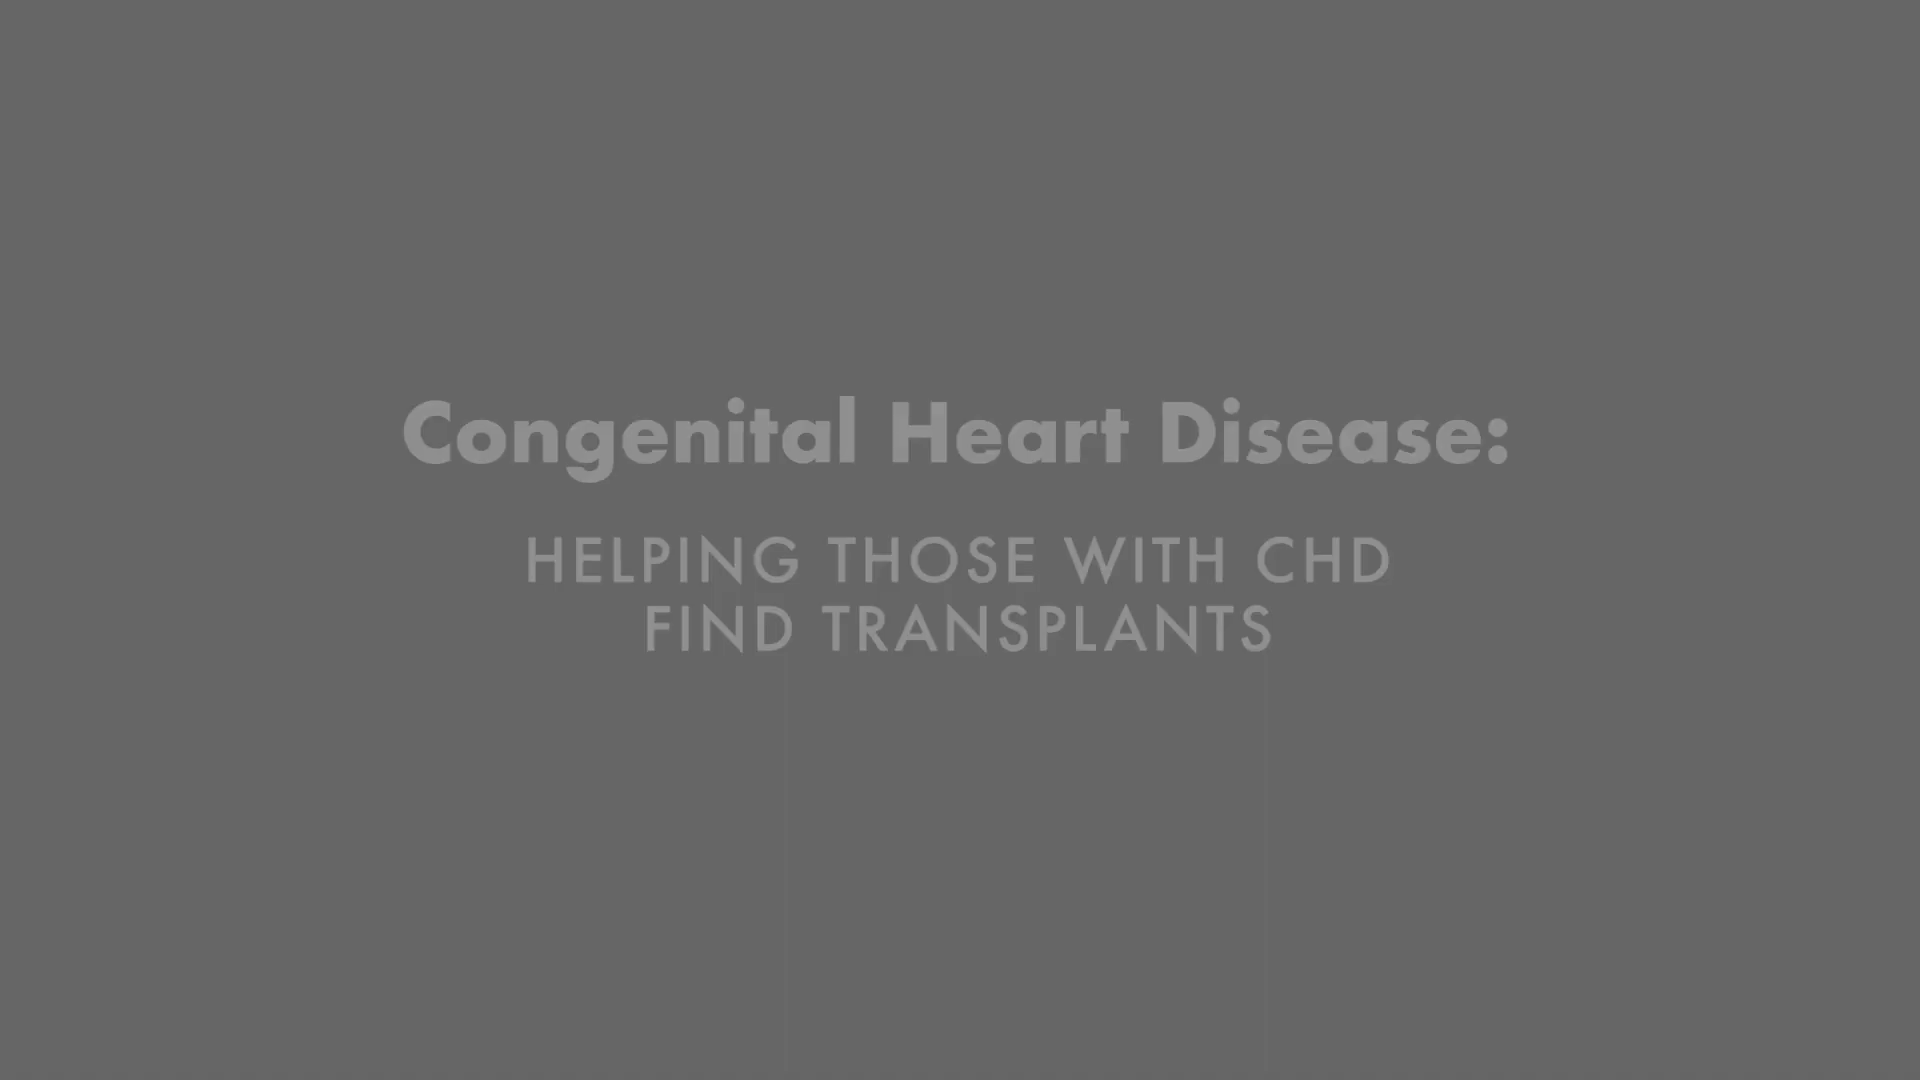 Congenital Heart Disease:
HELPING THOSE WITH CHD
FIND TRANSPLANTS